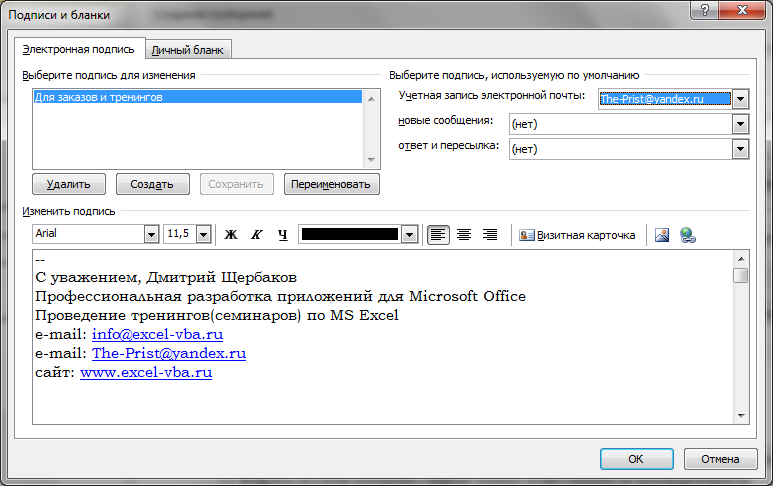 Подписи и бланки
Электронная подпись
Личный бланк
Выберите подпись для изменения
Для заказов и тренингов
Удалить
Создать
Сохранить
Переименовать
Выберите подпись, используемую по умолчанию
Учетная запись электронной почты: The-Prist@yandex.ru
новые сообщения: (нет)
ответ и пересылка: (нет)
Изменить подпись
Arial 11,5 Ж К Ч Визитная карточка
--
С уважением, Дмитрий Щербаков
Профессиональная разработка приложений для Microsoft Office
Проведение тренингов(семинаров) по MS Excel
e-mail: info@excel-vba.ru
e-mail: The-Prist@yandex.ru
сайт: www.excel-vba.ru
OK
Отмена